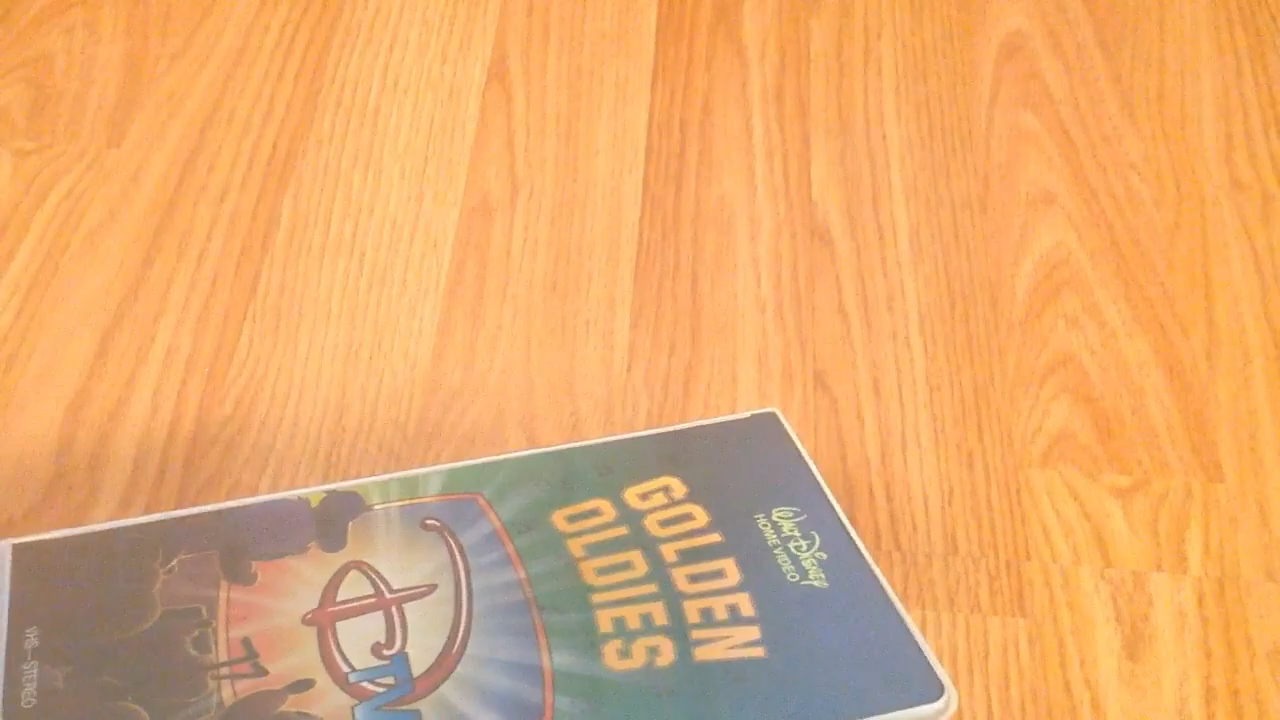 Walt Disney
HOME VIDEO
GOLDEN
OLDIES
VHS-STEREO